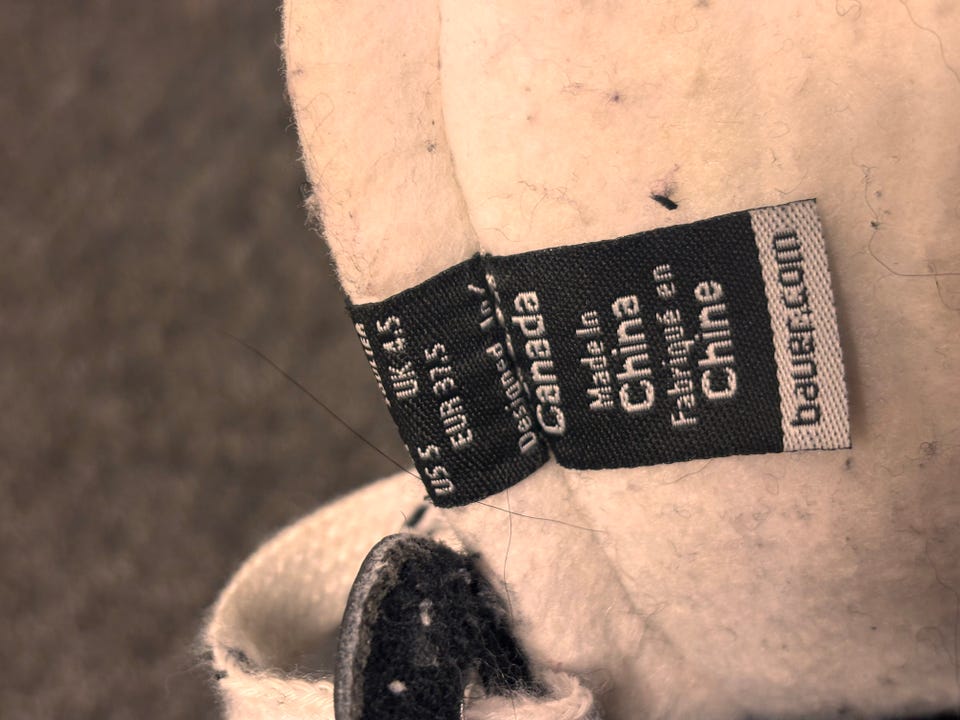 US 5 UK 4.5
EUR 37.5
Designed In/
Canada
Made In
China
Fabriqué en
Chine
bauer.com